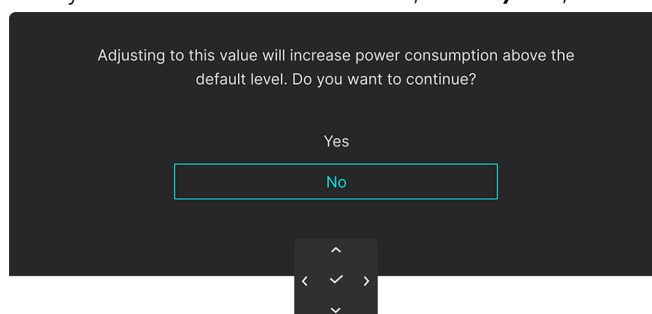 Adjusting to this value will increase power consumption above the
default level. Do you want to continue?
Yes
No